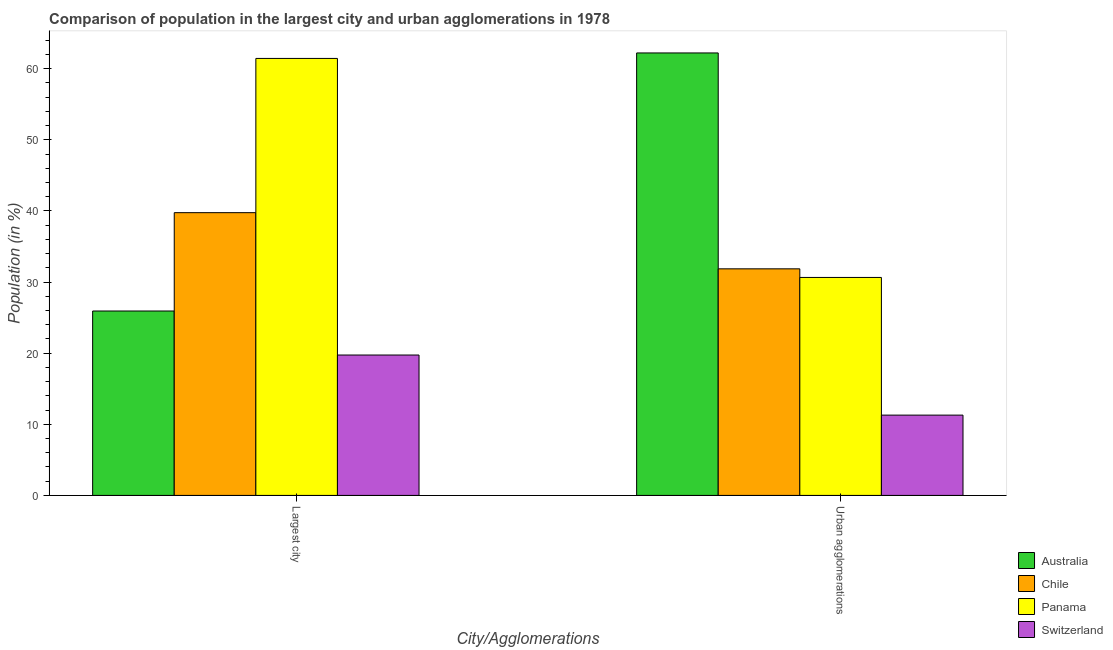 Comparison of population in the largest city and urban agglomerations in 1978
Population (in %)
60
50
40
30
20
10
0
Largest city
Urban agglomerations
City/Agglomerations
Australia
Chile
Panama
Switzerland